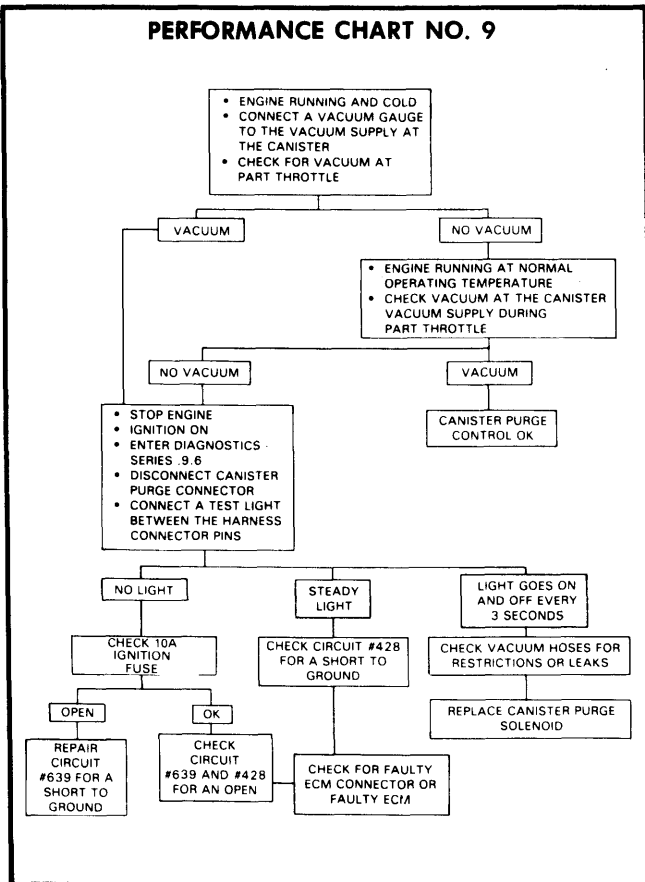 PERFORMANCE CHART NO. 9
• ENGINE RUNNING AND COLD
• CONNECT A VACUUM GAUGE
TO THE VACUUM SUPPLY AT
THE CANISTER
• CHECK FOR VACUUM AT
PART THROTTLE
VACUUM
NO VACUUM
• ENGINE RUNNING AT NORMAL
OPERATING TEMPERATURE
• CHECK VACUUM AT THE CANISTER
VACUUM SUPPLY DURING
PART THROTTLE
NO VACUUM
VACUUM
• STOP ENGINE
• IGNITION ON
• ENTER DIAGNOSTICS -
SERIES .9.6
• DISCONNECT CANISTER
PURGE CONNECTOR
• CONNECT A TEST LIGHT
BETWEEN THE HARNESS
CONNECTOR PINS
CANISTER PURGE
CONTROL OK
NO LIGHT
STEADY
LIGHT
LIGHT GOES ON
AND OFF EVERY
3 SECONDS
CHECK 10A
IGNITION
FUSE
CHECK CIRCUIT #428
FOR A SHORT TO
GROUND
CHECK VACUUM HOSES FOR
RESTRICTIONS OR LEAKS
OPEN
OK
REPLACE CANISTER PURGE
SOLENOID
REPAIR
CIRCUIT
#639 FOR A
SHORT TO
GROUND
CHECK
CIRCUIT
#639 AND #428
FOR AN OPEN
CHECK FOR FAULTY
ECM CONNECTOR OR
FAULTY ECM